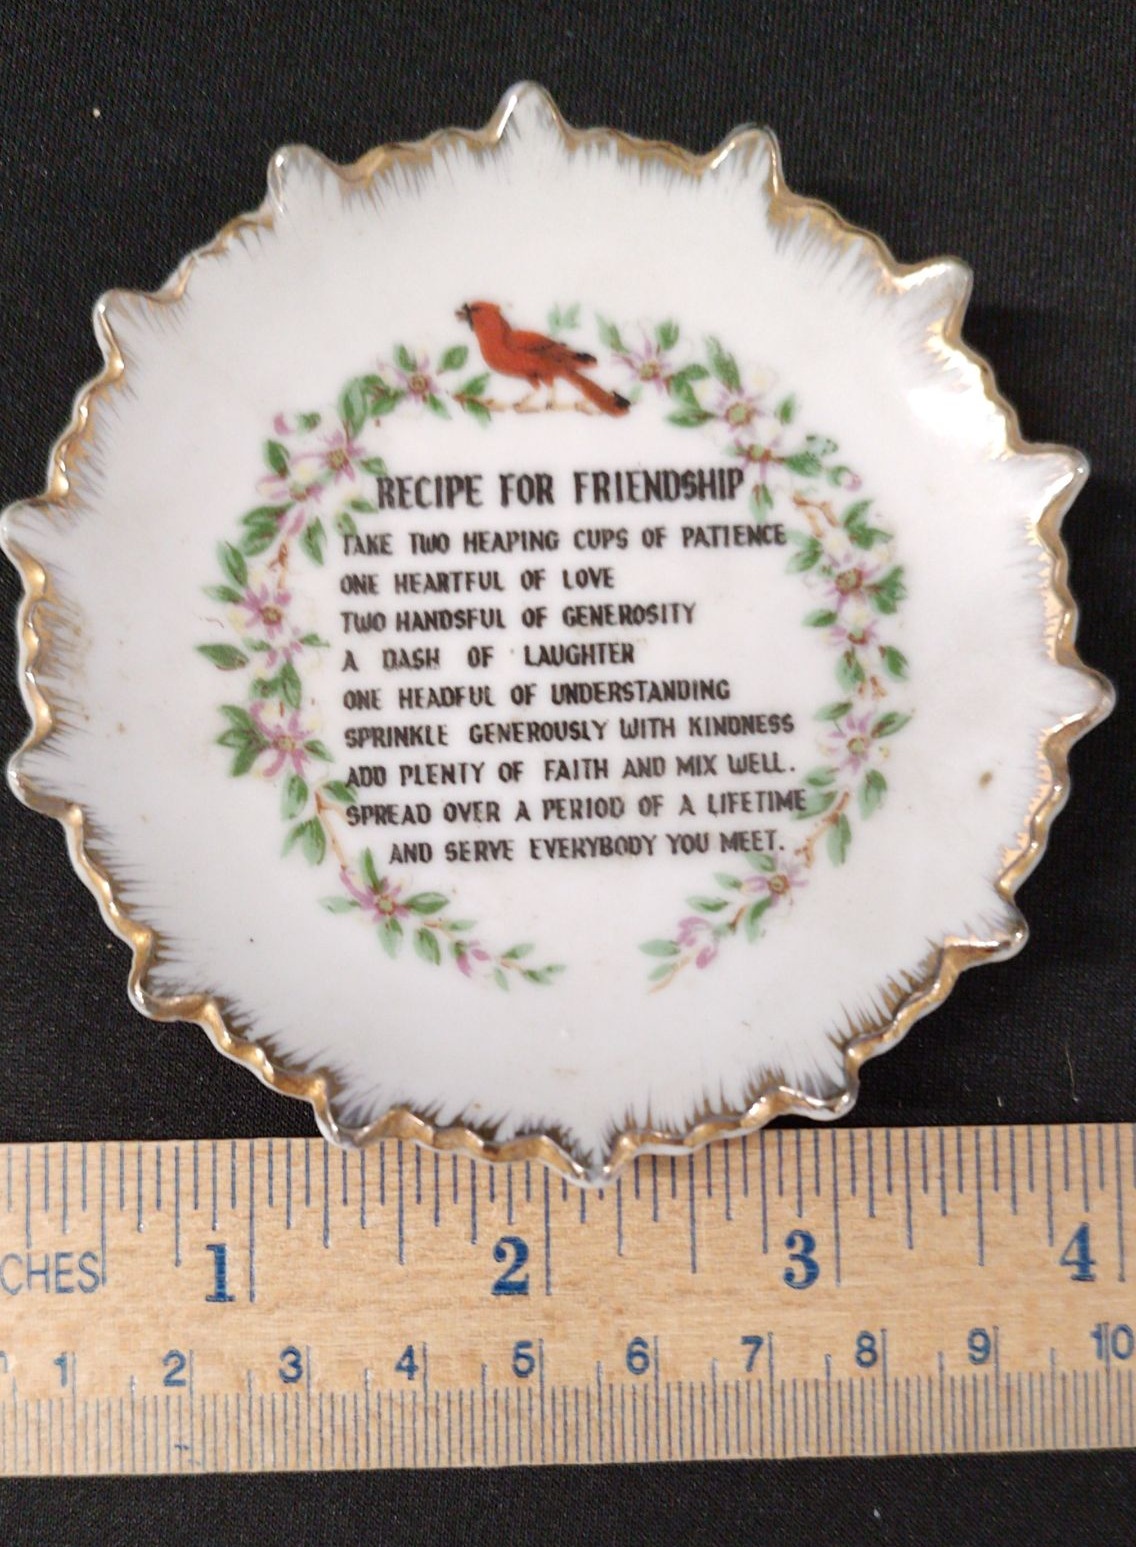 RECIPE FOR FRIENDSHIP
TAKE TWO HEAPING CUPS OF PATIENCE
ONE HEARTFUL OF LOVE
TWO HANDSFUL OF GENEROSITY
A DASH OF LAUGHTER
ONE HEADFUL OF UNDERSTANDING
SPRINKLE GENEROUSLY WITH KINDNESS
ADD PLENTY OF FAITH AND MIX WELL.
SPREAD OVER A PERIOD OF A LIFETIME
AND SERVE EVERYBODY YOU MEET.
CHES 1 2 3 4
1 2 3 4 5 6 7 8 9 10